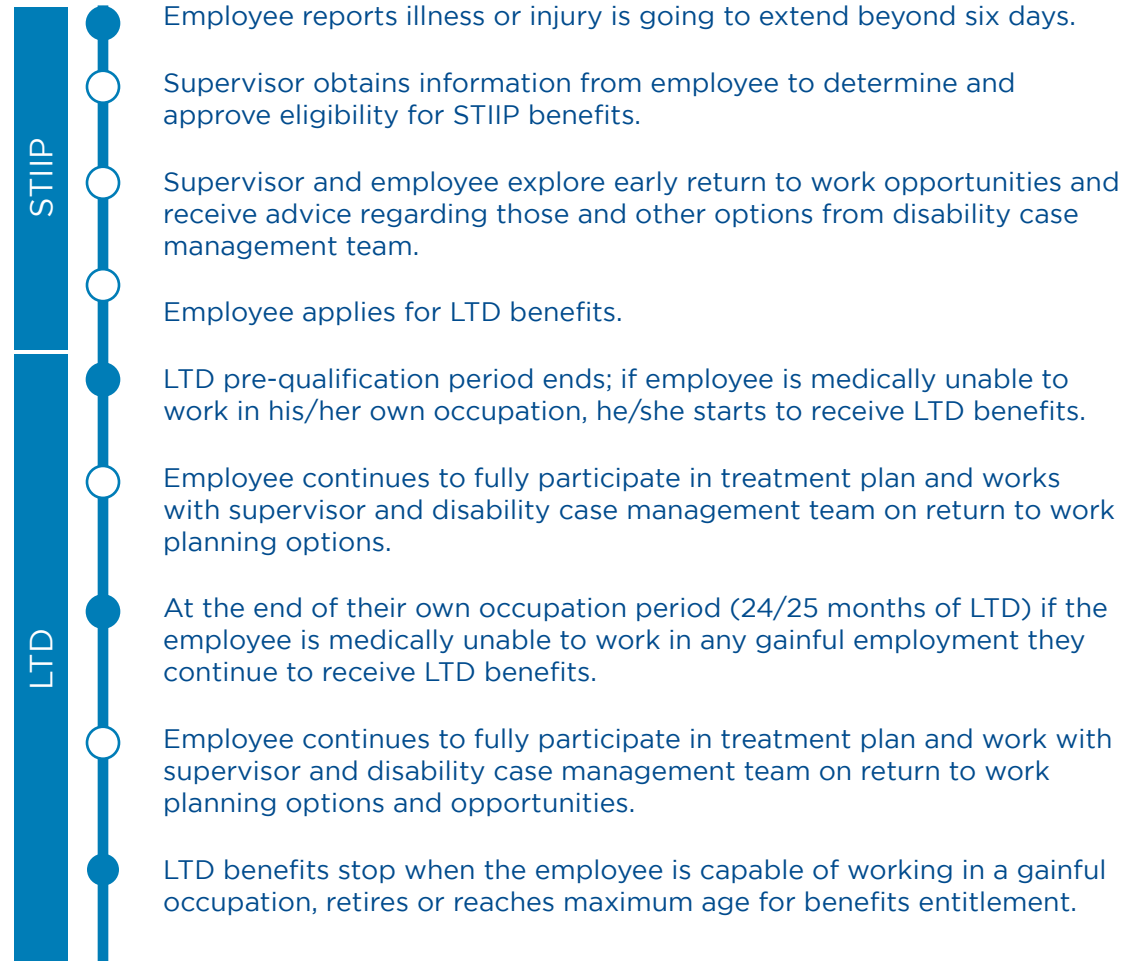 STIIP
Employee reports illness or injury is going to extend beyond six days.
Supervisor obtains information from employee to determine and
approve eligibility for STIIP benefits.
Supervisor and employee explore early return to work opportunities and
receive advice regarding those and other options from disability case
management team.
Employee applies for LTD benefits.
LTD
LTD pre-qualification period ends; if employee is medically unable to
work in his/her own occupation, he/she starts to receive LTD benefits.
Employee continues to fully participate in treatment plan and works
with supervisor and disability case management team on return to work
planning options.
At the end of their own occupation period (24/25 months of LTD) if the
employee is medically unable to work in any gainful employment they
continue to receive LTD benefits.
Employee continues to fully participate in treatment plan and work with
supervisor and disability case management team on return to work
planning options and opportunities.
LTD benefits stop when the employee is capable of working in a gainful
occupation, retires or reaches maximum age for benefits entitlement.